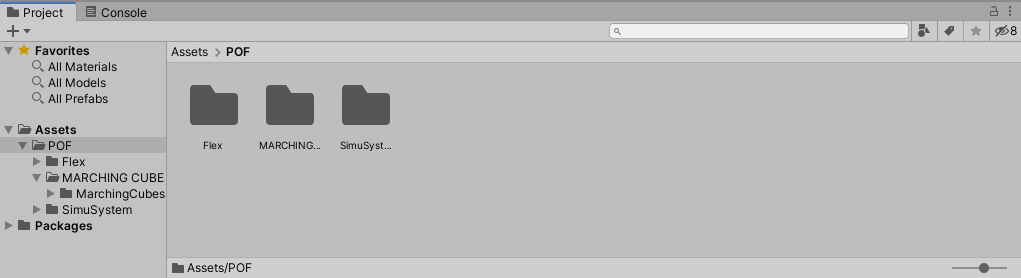 Project
Console
8
Favorites
All Materials
All Models
All Prefabs
Assets
POF
Flex
MARCHING CUBE
MarchingCubes
SimuSystem
Packages
Assets > POF
Flex
MARCHING...
SimuSyst...
Assets/POF